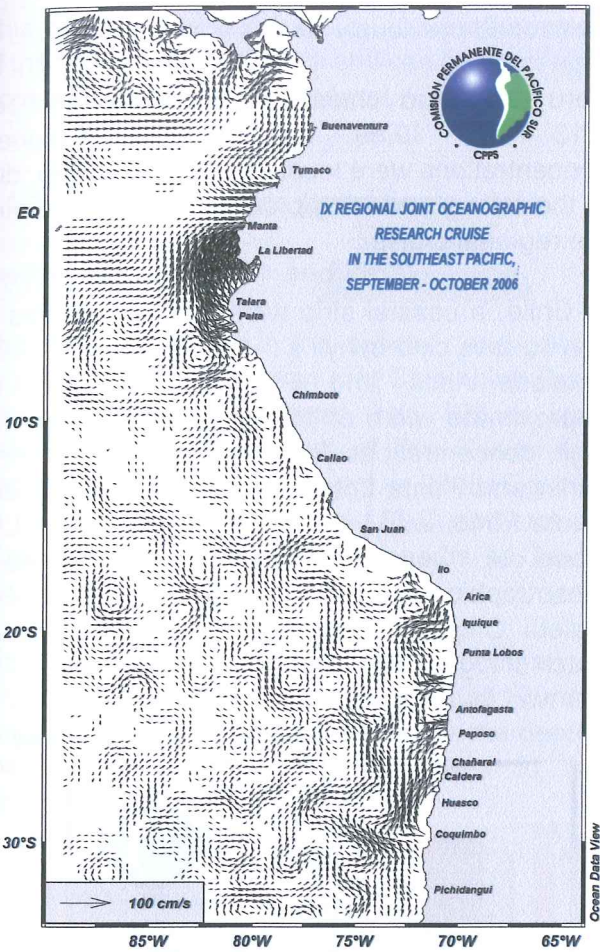 COMISIÓN PERMANENTE DEL PACÍFICO SUR
CPPS
IX REGIONAL JOINT OCEANOGRAPHIC
RESEARCH CRUISE
IN THE SOUTHEAST PACIFIC,
SEPTEMBER - OCTOBER 2006
Buenaventura
Tumaco
EQ
Manta
La Libertad
Talara
Paita
Chimbote
10°S
Callao
San Juan
Ilo
Arica
Iquique
20°S
Punta Lobos
Antofagasta
Paposo
Chañaral
Caldera
Huasco
Coquimbo
30°S
Pichidangui
100 cm/s
85°W 80°W 75°W 70°W 65°W
Ocean Data View